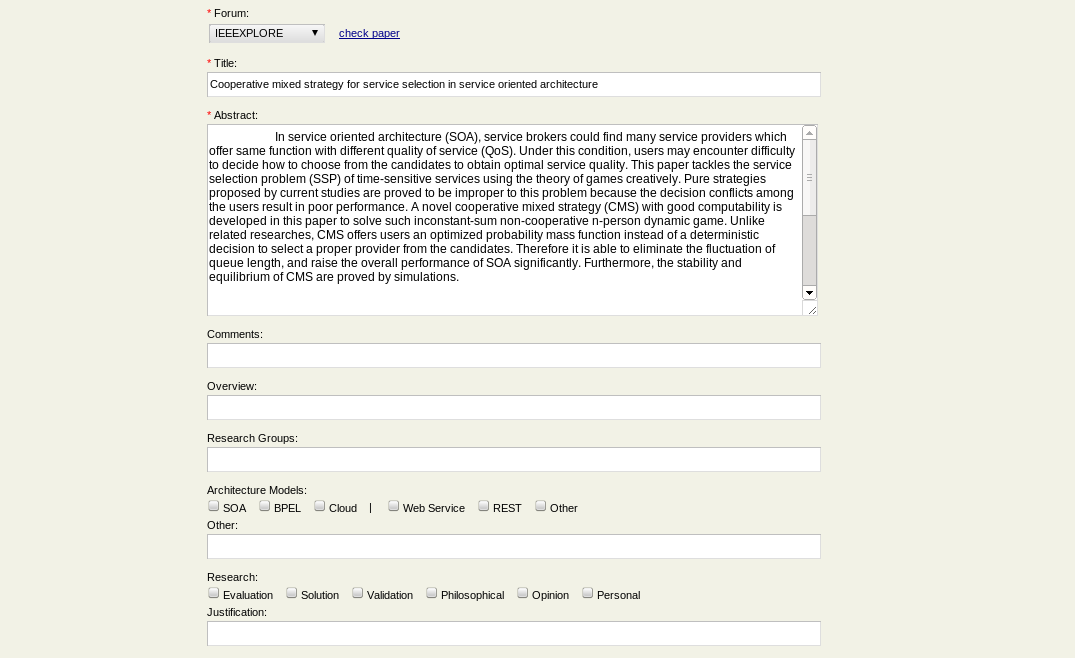 * Forum:
IEEEXPLORE ▼ check paper
* Title:
Cooperative mixed strategy for service selection in service oriented architecture
* Abstract:
In service oriented architecture (SOA), service brokers could find many service providers which
offer same function with different quality of service (QoS). Under this condition, users may encounter difficulty
to decide how to choose from the candidates to obtain optimal service quality. This paper tackles the service
selection problem (SSP) of time-sensitive services using the theory of games creatively. Pure strategies
proposed by current studies are proved to be improper to this problem because the decision conflicts among
the users result in poor performance. A novel cooperative mixed strategy (CMS) with good computability is
developed in this paper to solve such inconstant-sum non-cooperative n-person dynamic game. Unlike
related researches, CMS offers users an optimized probability mass function instead of a deterministic
decision to select a proper provider from the candidates. Therefore it is able to eliminate the fluctuation of
queue length, and raise the overall performance of SOA significantly. Furthermore, the stability and
equilibrium of CMS are proved by simulations.
Comments:
Overview:
Research Groups:
Architecture Models:
SOA BPEL Cloud | Web Service REST Other
Other:
Research:
Evaluation Solution Validation Philosophical Opinion Personal
Justification: